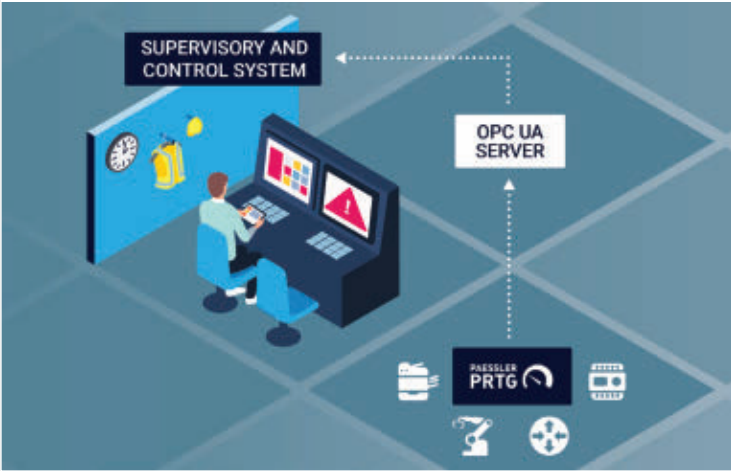 SUPERVISORY AND
CONTROL SYSTEM
OPC UA
SERVER
PAESSLER
PRTG